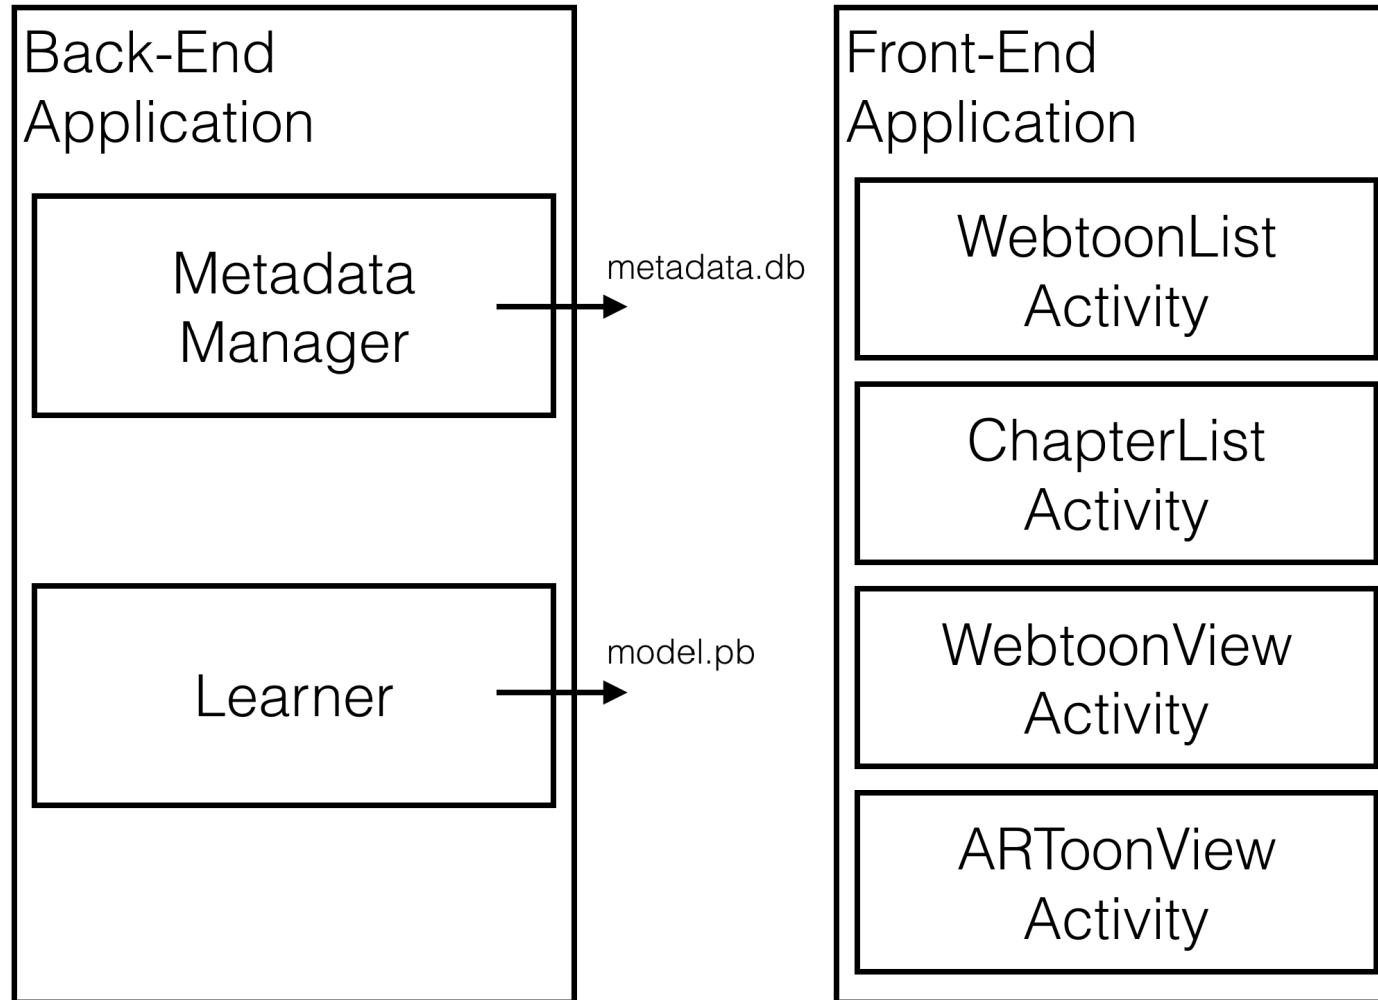 Back-End
Application
Metadata
Manager
metadata.db
Learner
model.pb
Front-End
Application
WebtoonList
Activity
ChapterList
Activity
WebtoonView
Activity
ARToonView
Activity